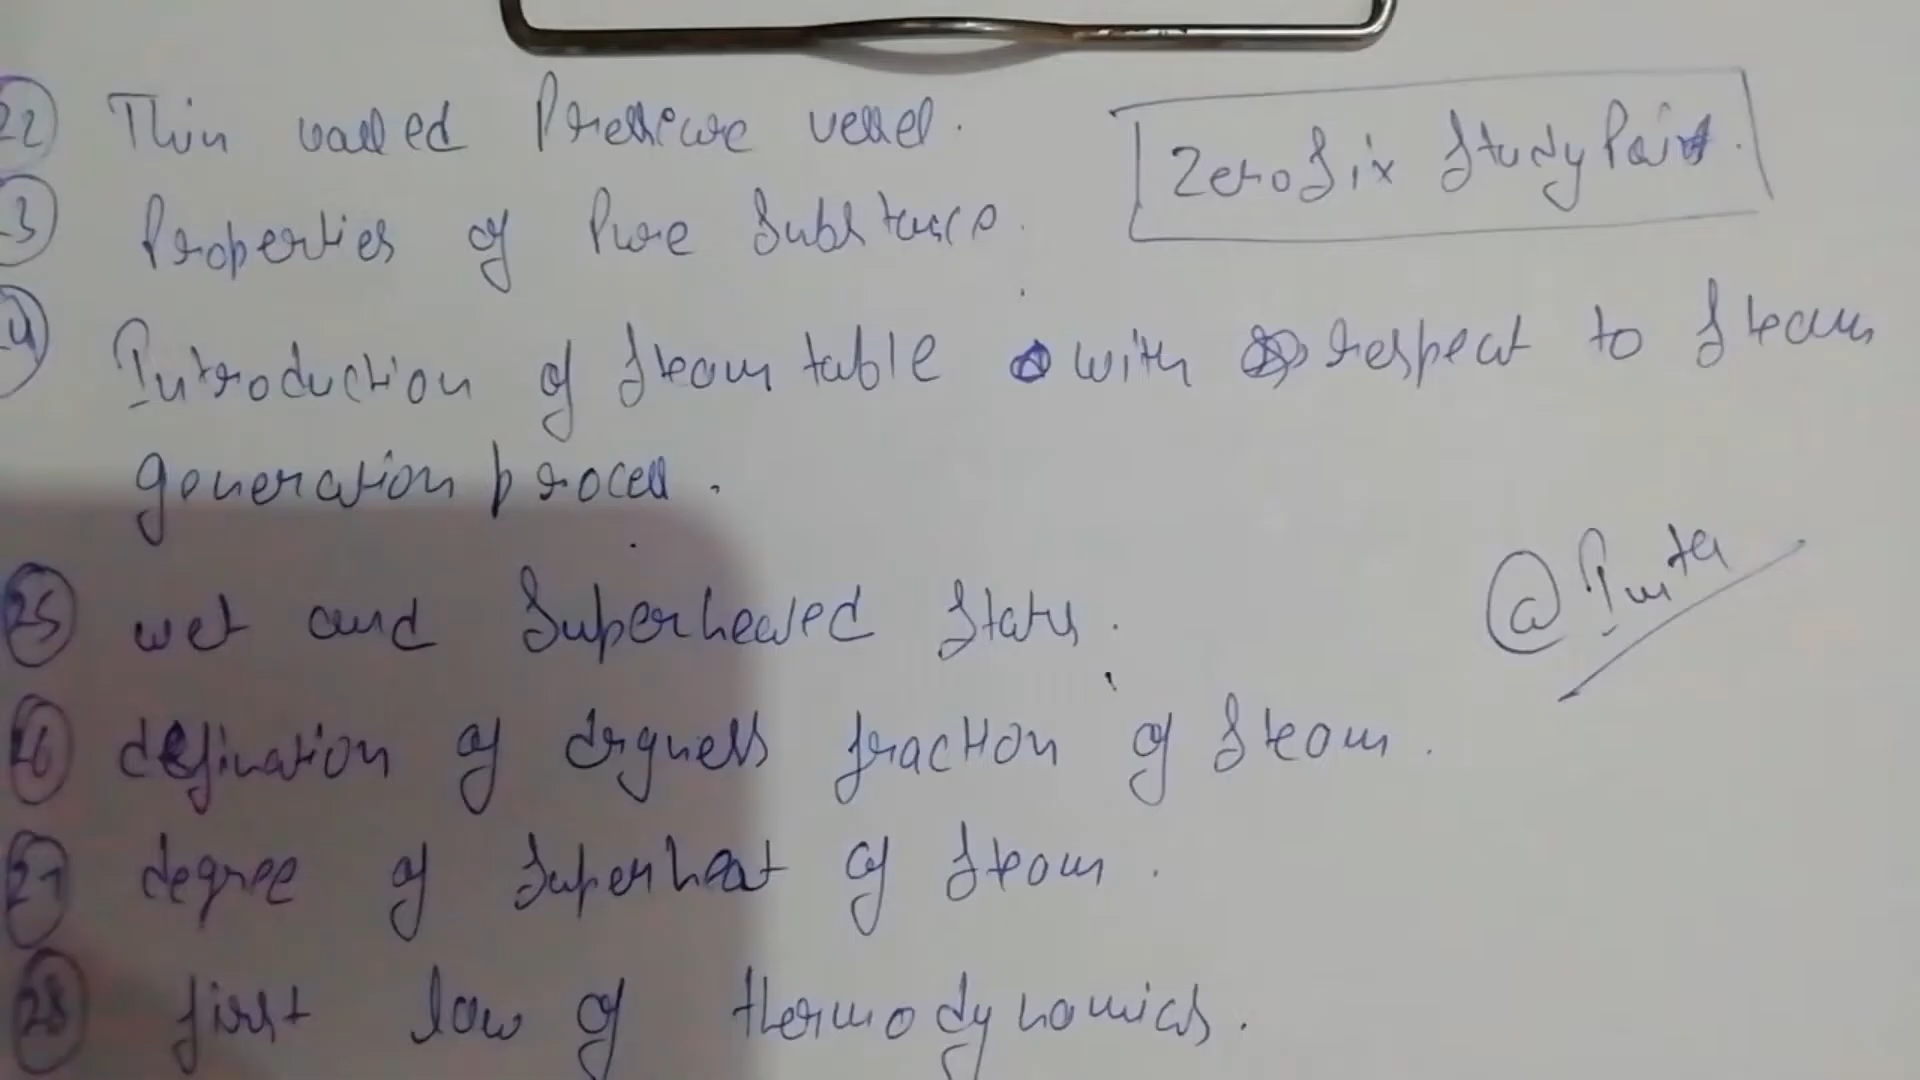 22 Thin walled Pressure vessel.
Zero Six Study Point.
23 Properties of Pure Substance.
24 Introduction of Steam table with respect to Steam
generation process.
25 wet and Superheated States.
@
26 defination of dryness fraction of Steam.
27 degree of Superheat of Steam.
28 first law of thermodynamics.